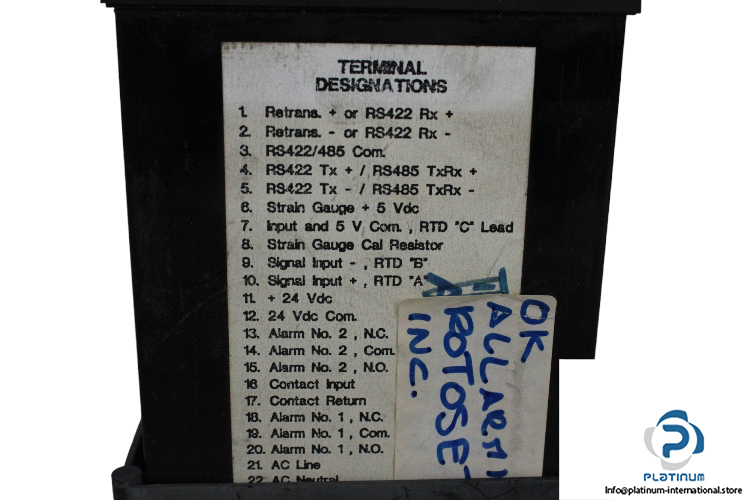 TERMINAL
DESIGNATIONS
1. Retrans. + or RS422 Rx +
2. Retrans. - or RS422 Rx -
3. RS422/485 Com.
4. RS422 Tx + / RS485 TxRx +
5. RS422 Tx - / RS485 TxRx -
6. Strain Gauge + 5 Vdc
7. Input and 5 V Com. , RTD "C" Lead
8. Strain Gauge Cal Resistor
9. Signal Input - , RTD "B"
10. Signal Input + , RTD "A"
11. + 24 Vdc
12. 24 Vdc Com.
13. Alarm No. 2 , N.C.
14. Alarm No. 2 , Com.
15. Alarm No. 2 , N.O.
16 Contact Input
17. Contact Return
18. Alarm No. 1 , N.C.
19. Alarm No. 1 , Com.
20. Alarm No. 1 , N.O.
21. AC Line
22 AC Neutral
OK
ALLARMI
ROTOSE
INC.
PLATINUM
Info@platinum-international.store